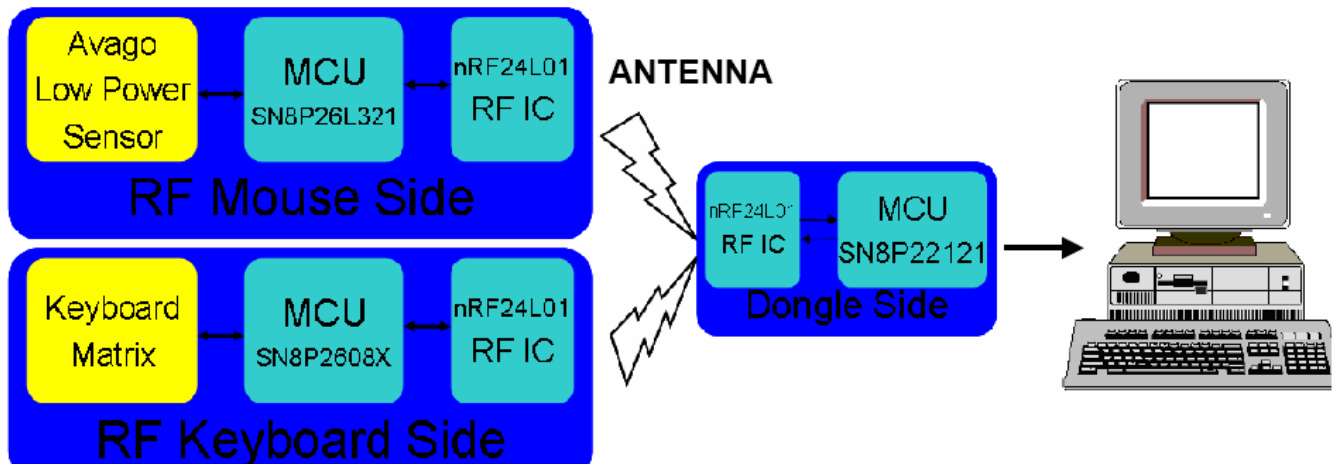 Avago
Low Power
Sensor
MCU
SN8P26L321
nRF24L01
RF IC
RF Mouse Side
ANTENNA
Keyboard
Matrix
MCU
SN8P2608X
nRF24L01
RF IC
RF Keyboard Side
nRF24L01
RF IC
MCU
SN8P22121
Dongle Side